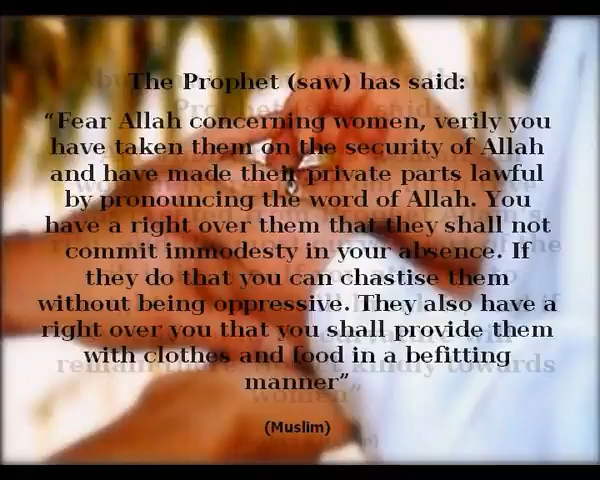 The Prophet (saw) has said:
“Fear Allah concerning women, verily you
have taken them on the security of Allah
and have made their private parts lawful
by pronouncing the word of Allah. You
have a right over them that they shall not
commit immodesty in your absence. If
they do that you can chastise them
without being oppressive. They also have a
right over you that you shall provide them
with clothes and food in a befitting
manner”
(Muslim)